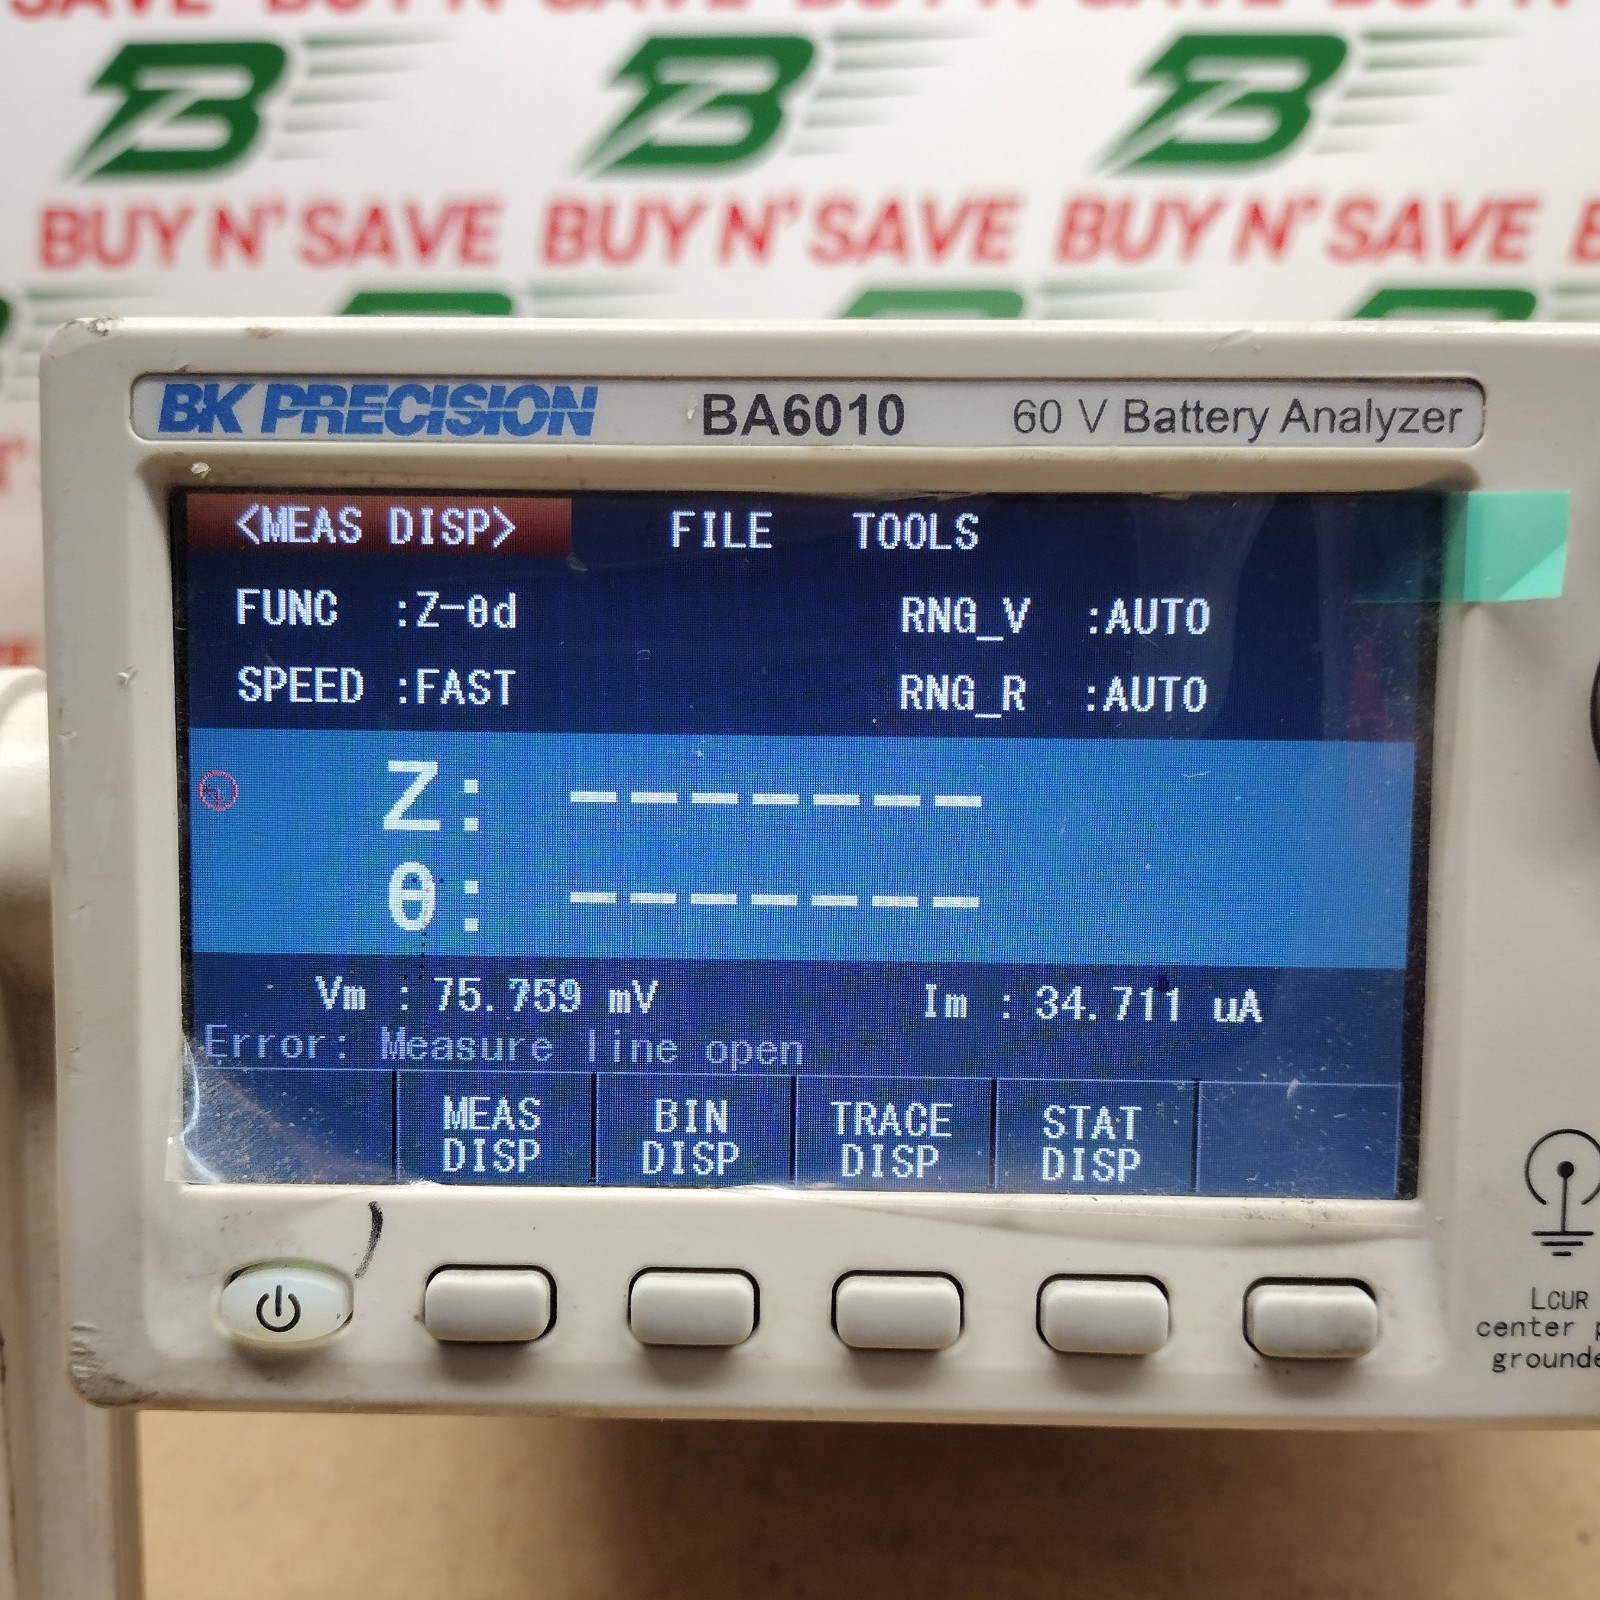 BUY N' SAVE BUY N' SAVE BUY N' SAVE
BK PRECISION BA6010 60 V Battery Analyzer
<MEAS DISP> FILE TOOLS
FUNC :Z-θd RNG_V :AUTO
SPEED :FAST RNG_R :AUTO
Z: -------
θ: -------
Vm : 75.759 mV Im : 34.711 uA
Error: Measure line open
MEAS DISP BIN DISP TRACE DISP STAT DISP
LCUR
center